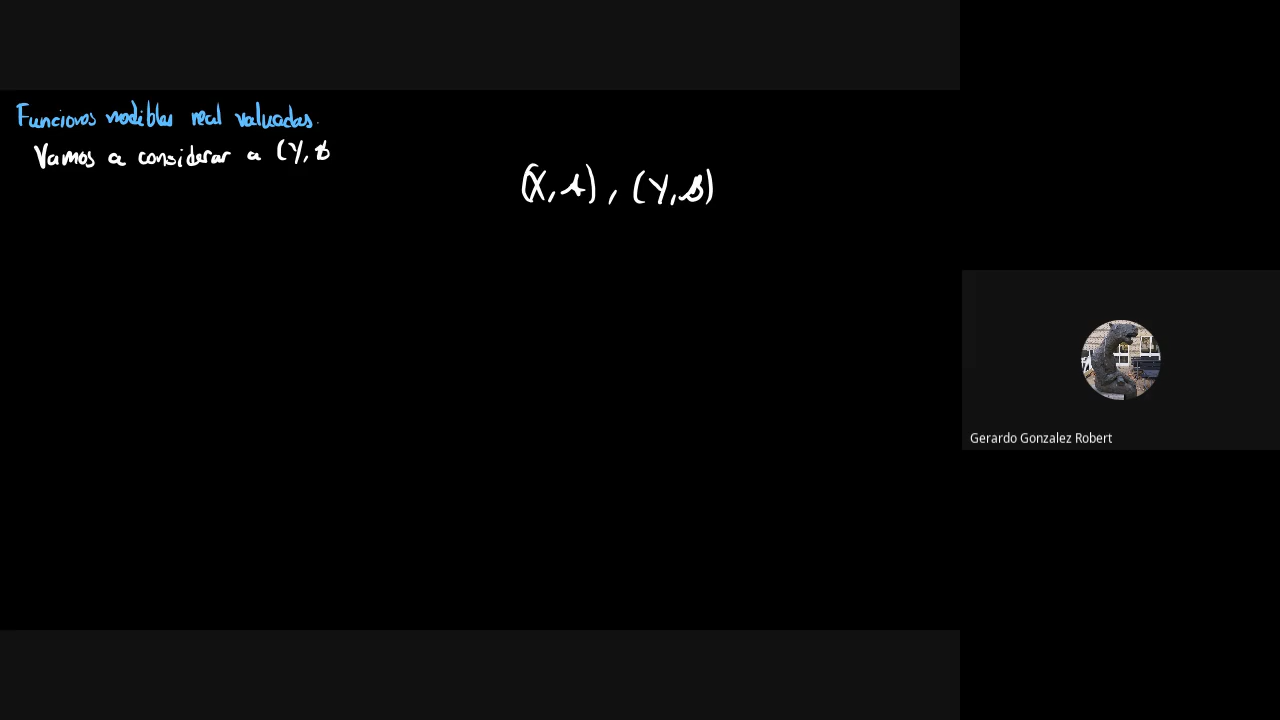 Funciones medibles real valuadas.
Vamos a considerar a (Y, B
(X, A), (Y, B)
Gerardo Gonzalez Robert